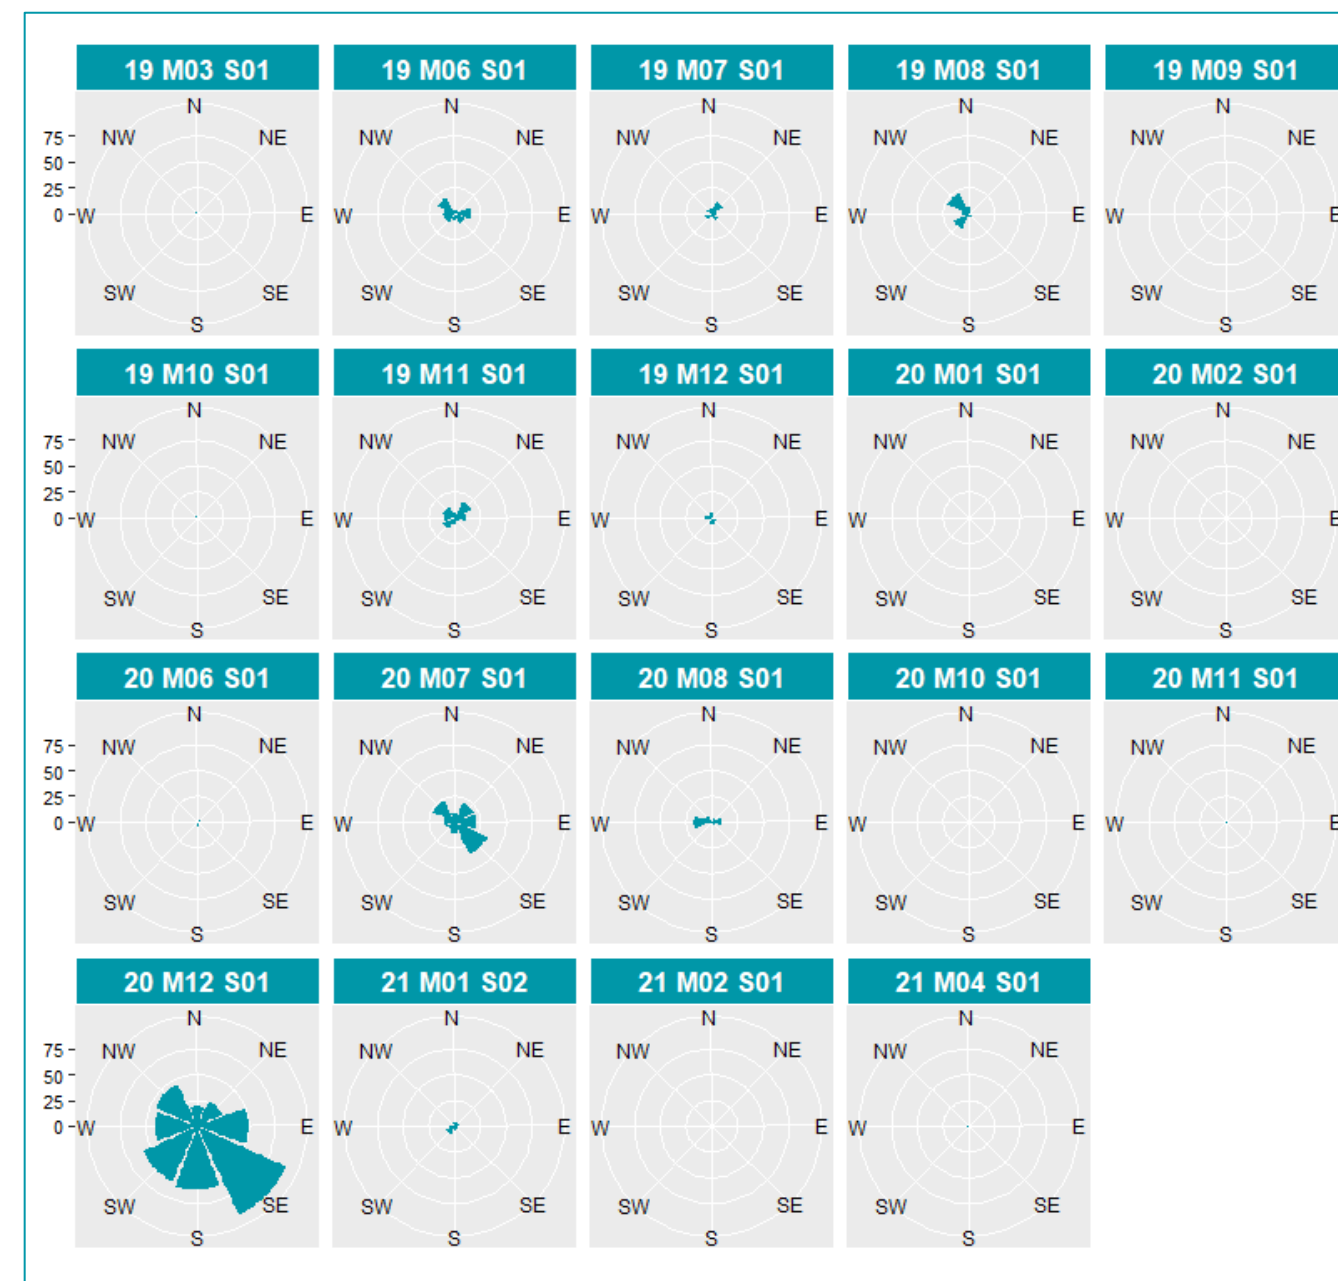 19 M03 S01 19 M06 S01 19 M07 S01 19 M08 S01 19 M09 S01
N N N N N
75 NW NE NW NE NW NE NW NE NW NE
50
25
0 W E W E W E W E W E
SW SE SW SE SW SE SW SE SW SE
S S S S S
19 M10 S01 19 M11 S01 19 M12 S01 20 M01 S01 20 M02 S01
N N N N N
75 NW NE NW NE NW NE NW NE NW NE
50
25
0 W E W E W E W E W E
SW SE SW SE SW SE SW SE SW SE
S S S S S
20 M06 S01 20 M07 S01 20 M08 S01 20 M10 S01 20 M11 S01
N N N N N
75 NW NE NW NE NW NE NW NE NW NE
50
25
0 W E W E W E W E W E
SW SE SW SE SW SE SW SE SW SE
S S S S S
20 M12 S01 21 M01 S02 21 M02 S01 21 M04 S01
N N N N
75 NW NE NW NE NW NE NW NE
50
25
0 W E W E W E W E
SW SE SW SE SW SE SW SE
S S S S